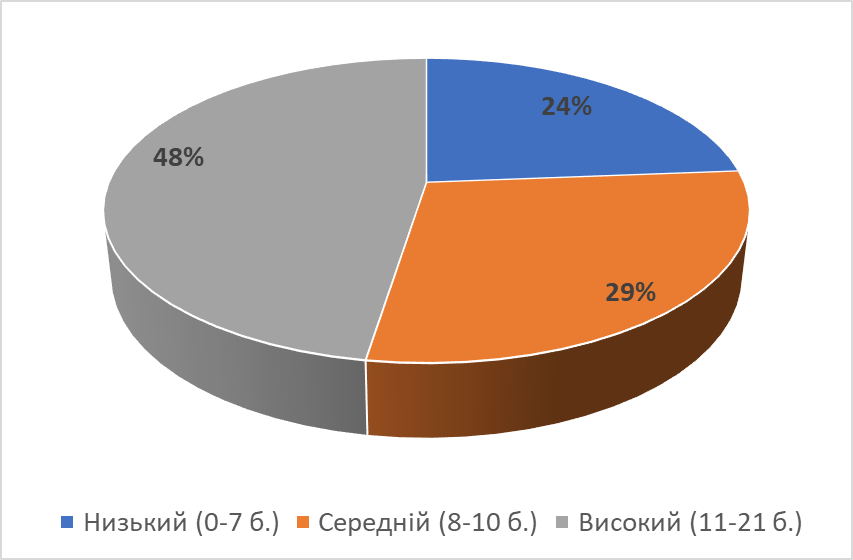 24%
48%
29%
Низький (0-7 б.) Середній (8-10 б.) Високий (11-21 б.)